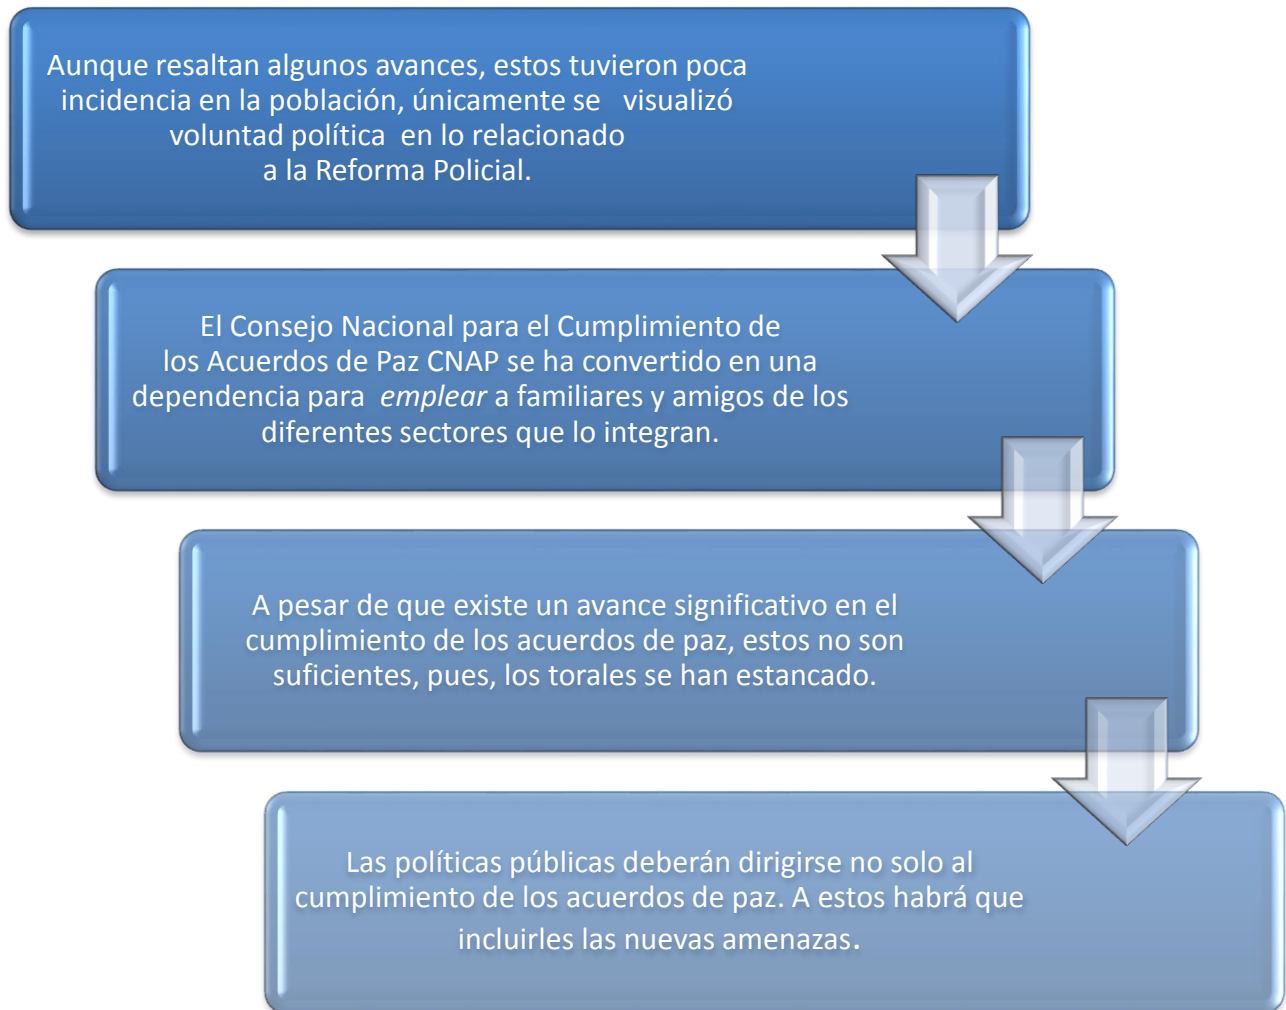 Aunque resaltan algunos avances, estos tuvieron poca
incidencia en la población, únicamente se visualizó
voluntad política en lo relacionado
a la Reforma Policial.
El Consejo Nacional para el Cumplimiento de
los Acuerdos de Paz CNAP se ha convertido en una
dependencia para emplear a familiares y amigos de los
diferentes sectores que lo integran.
A pesar de que existe un avance significativo en el
cumplimiento de los acuerdos de paz, estos no son
suficientes, pues, los torales se han estancado.
Las políticas públicas deberán dirigirse no solo al
cumplimiento de los acuerdos de paz. A estos habrá que
incluirles las nuevas amenazas.